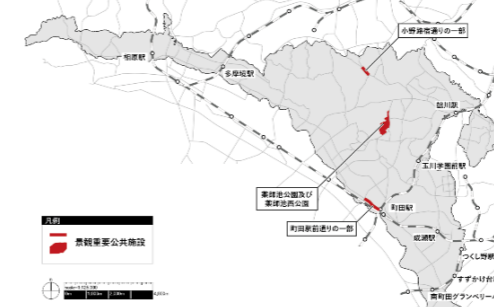 小野路宿通りの一部
相原駅
多摩境駅
鶴川駅
玉川学園前駅
薬師池公園及び
薬師池西公園
町田駅
町田駅前通りの一部
成瀬駅
凡例
景観重要公共施設
つくし野駅
すずかけ台
南町田グランベリー